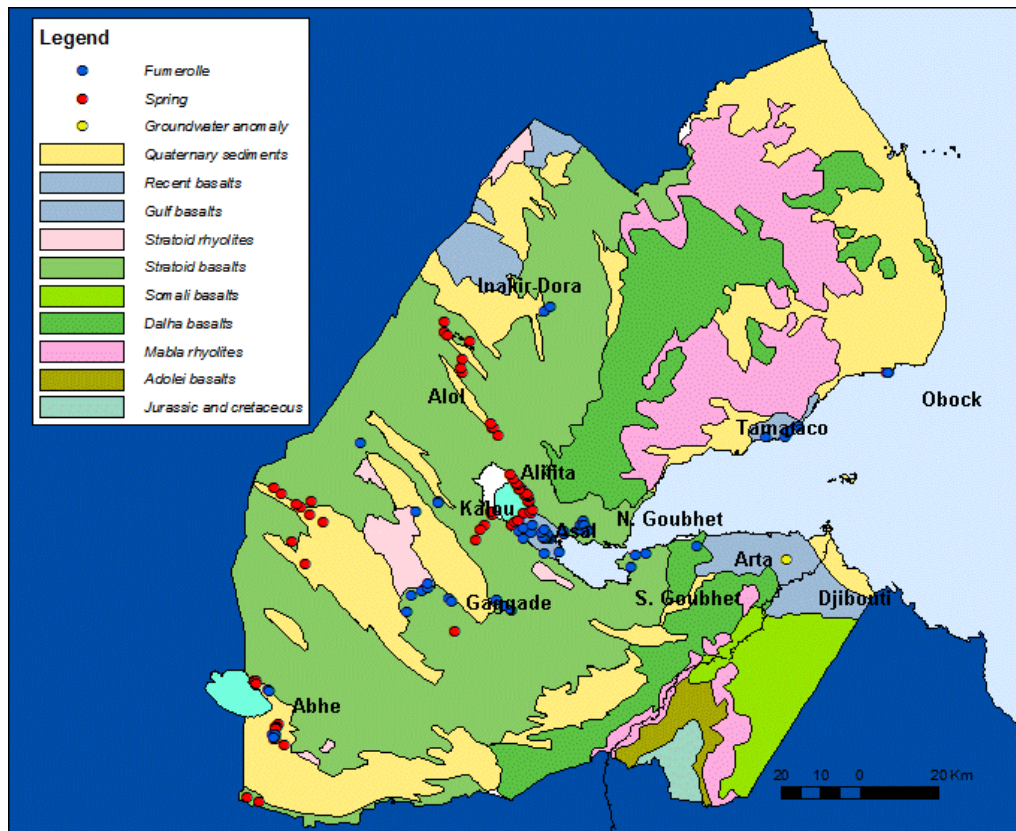 Legend
Fumerolle
Spring
Groundwater anomaly
Quaternary sediments
Recent basalts
Gulf basalts
Stratoid rhyolites
Stratoid basalts
Somali basalts
Dalha basalts
Mabla rhyolites
Adolei basalts
Jurassic and cretaceous
Inakir-Dora
Alol
Obock
Tamataco
Alifita
Kalou
N. Goubhet
Asal
Arta
S. Goubhet
Djibouti
Gaggade
Abhe
20 10 0 20 Km